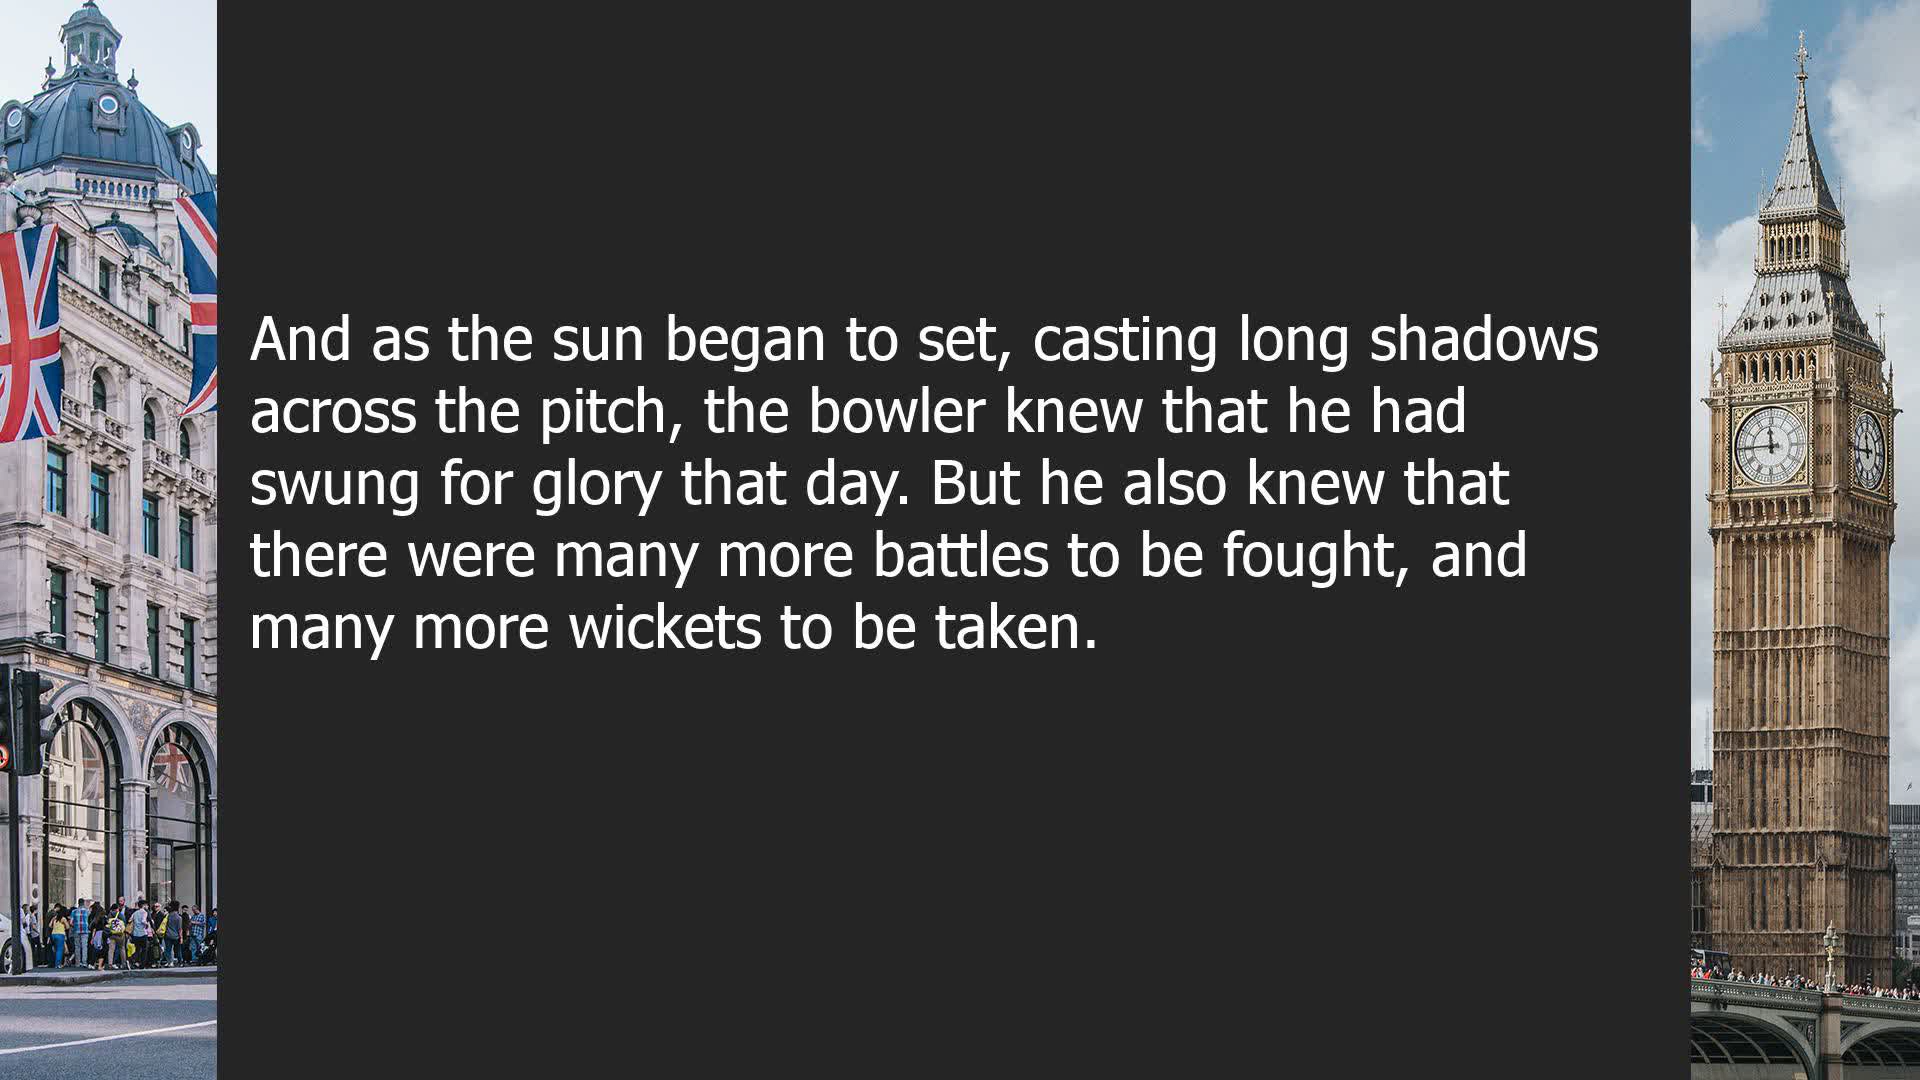 And as the sun began to set, casting long shadows
across the pitch, the bowler knew that he had
swung for glory that day. But he also knew that
there were many more battles to be fought, and
many more wickets to be taken.